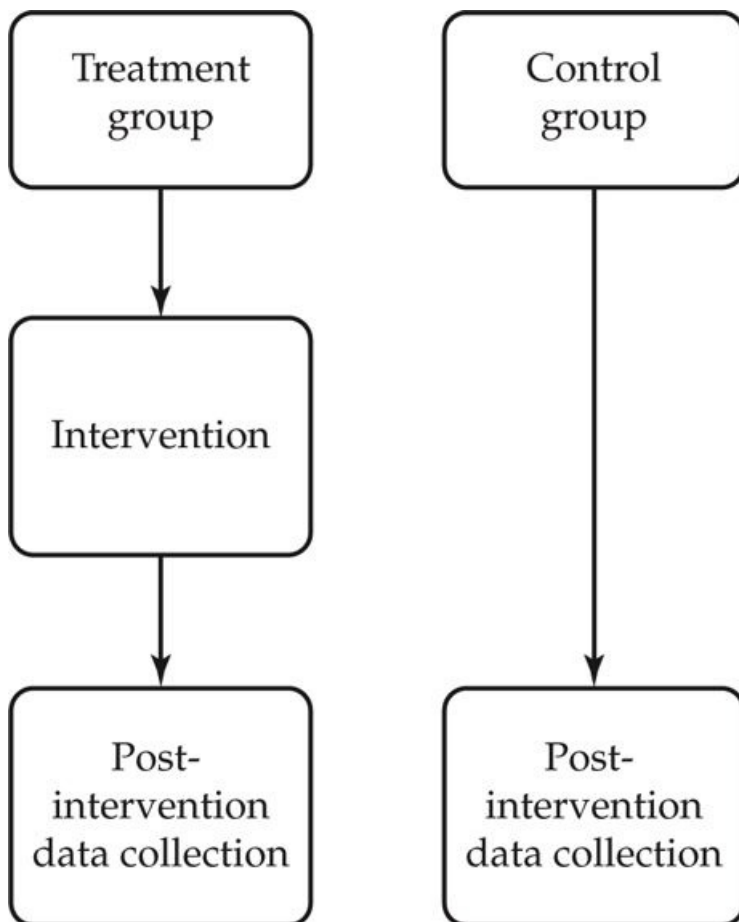 Treatment
group
Control
group
Intervention
Post-
intervention
data collection
Post-
intervention
data collection